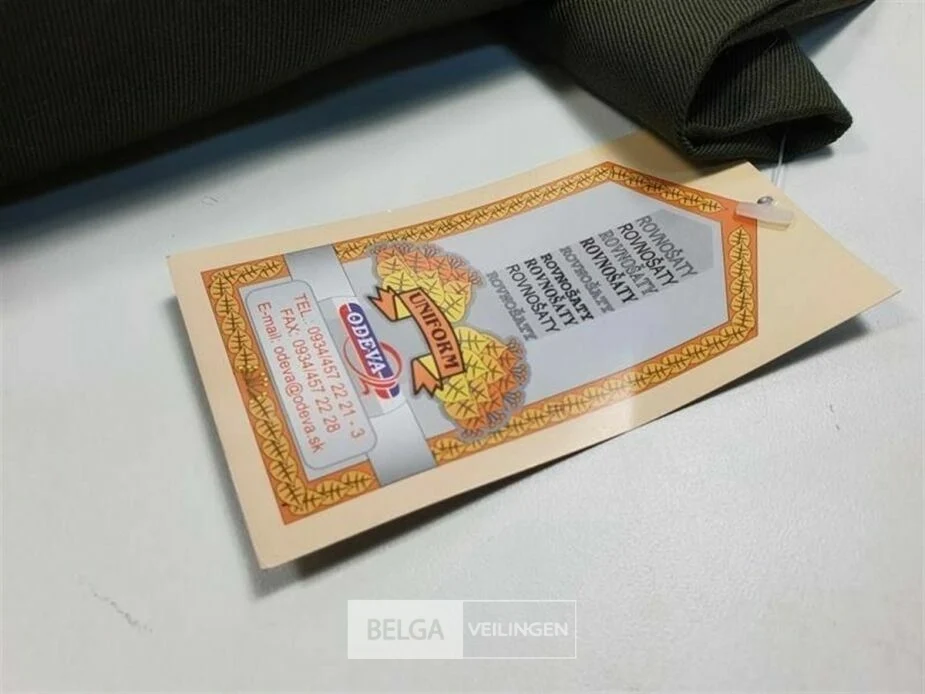 ROVNOŠATY
ROVNOŠATY
ROVNOŠATY
ROVNOŠATY
ROVNOŠATY
ROVNOŠATY
ROVNOŠATY
ROVNOŠATY
ROVNOŠATY
UNIFORM
ODEVA
TEL. 0934/457 22 21 - 3
FAX: 0934/457 22 28
E-mail: odeva@odeva.sk
BELGA VEILINGEN